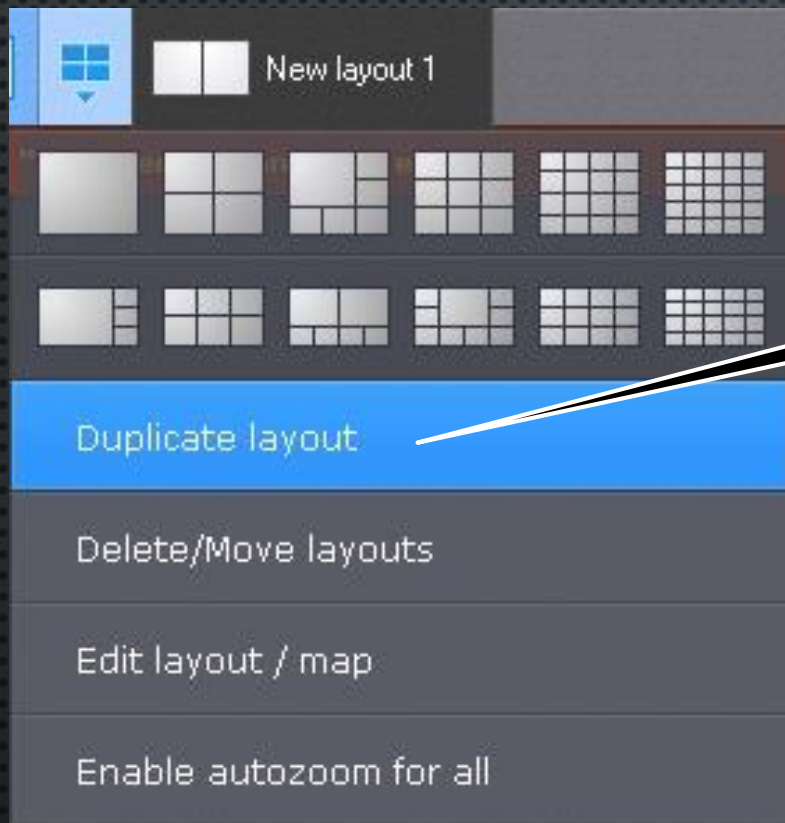 New layout 1
Duplicate layout
Delete/Move layouts
Edit layout / map
Enable autozoom for all